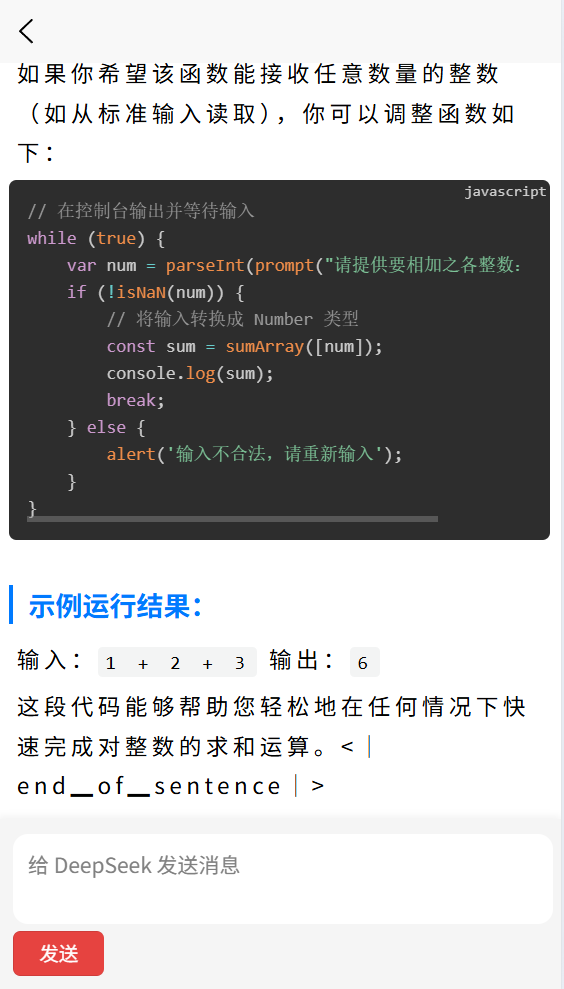 如果你希望该函数能接收任意数量的整数
（如从标准输入读取），你可以调整函数如
下：
javascript
// 在控制台输出并等待输入
while (true) {
    var num = parseInt(prompt("请提供要相加之各整数:
    if (!isNaN(num)) {
        // 将输入转换成 Number 类型
        const sum = sumArray([num]);
        console.log(sum);
        break;
    } else {
        alert('输入不合法，请重新输入');
    }
}
示例运行结果：
输入： 1 + 2 + 3 输出： 6
这段代码能够帮助您轻松地在任何情况下快
速完成对整数的求和运算。<｜
end▁of▁sentence｜>
给 DeepSeek 发送消息
发送